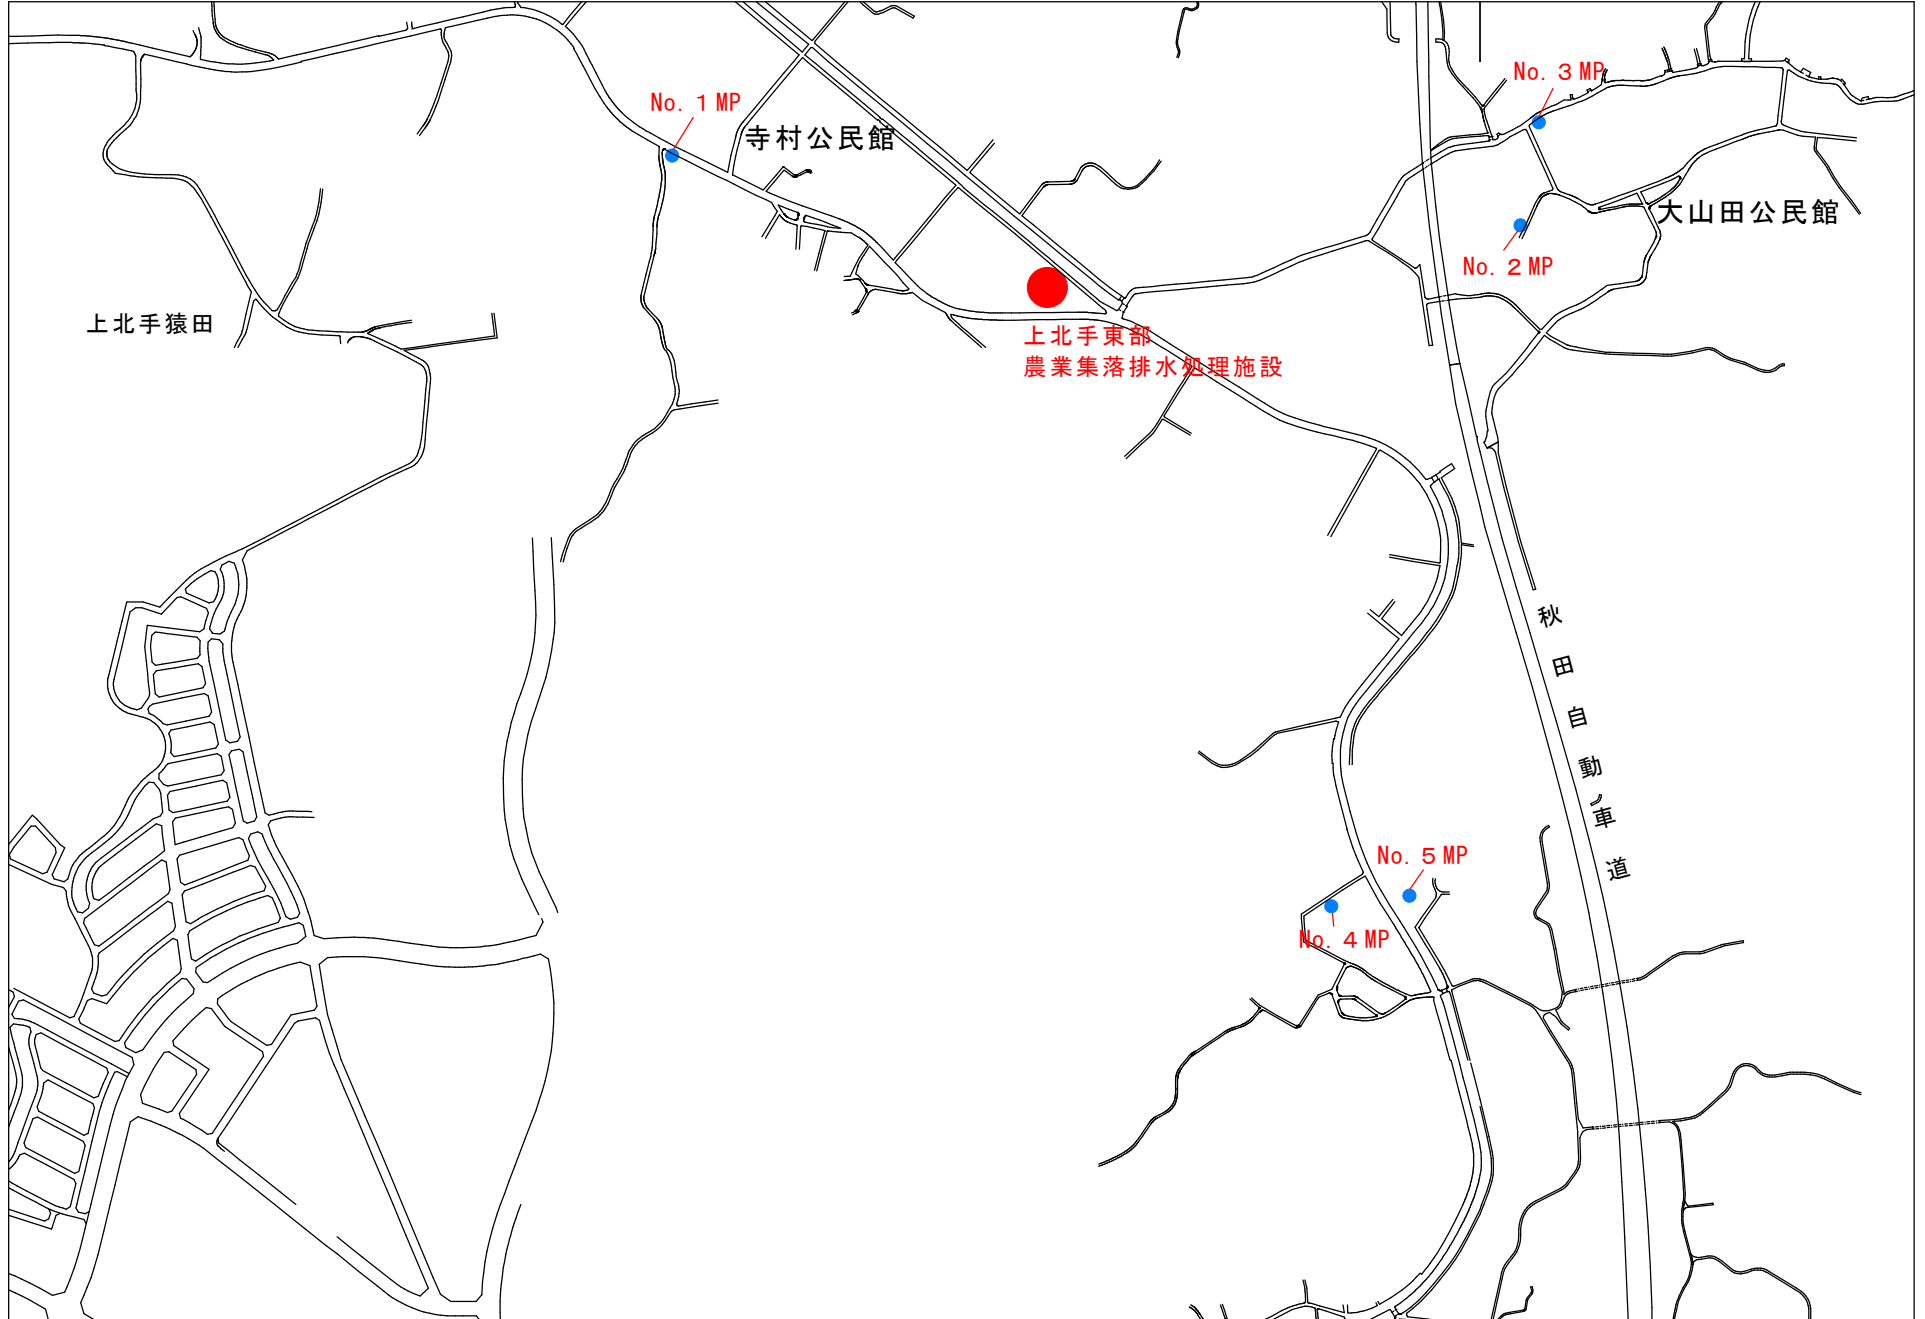 No. 3 MP
No. 1 MP
寺村公民館
大山田公民館
No. 2 MP
上北手猿田
上北手東部
農業集落排水処理施設
秋田自動車道
No. 5 MP
No. 4 MP